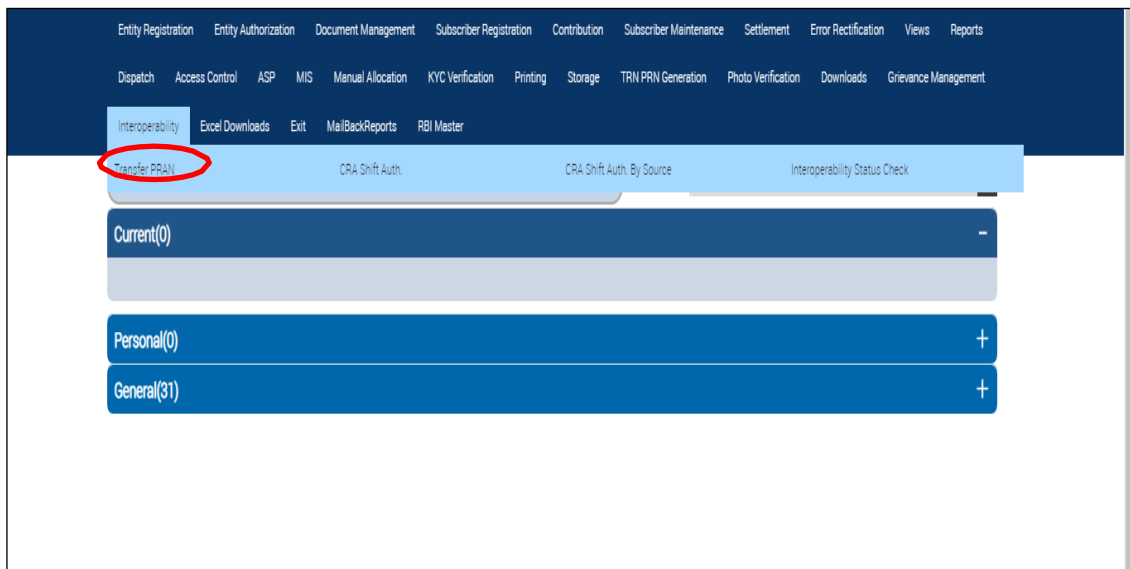 Entity Registration Entity Authorization Document Management Subscriber Registration Contribution Subscriber Maintenance Settlement Error Rectification Views Reports
Dispatch Access Control ASP MIS Manual Allocation KYC Verification Printing Storage TRN PRN Generation Photo Verification Downloads Grievance Management
Interoperability Excel Downloads Exit MailBackReports RBI Master
Transfer PRAN CRA Shift Auth. CRA Shift Auth. By Source Interoperability Status Check
Current(0) -
Personal(0) +
General(31) +